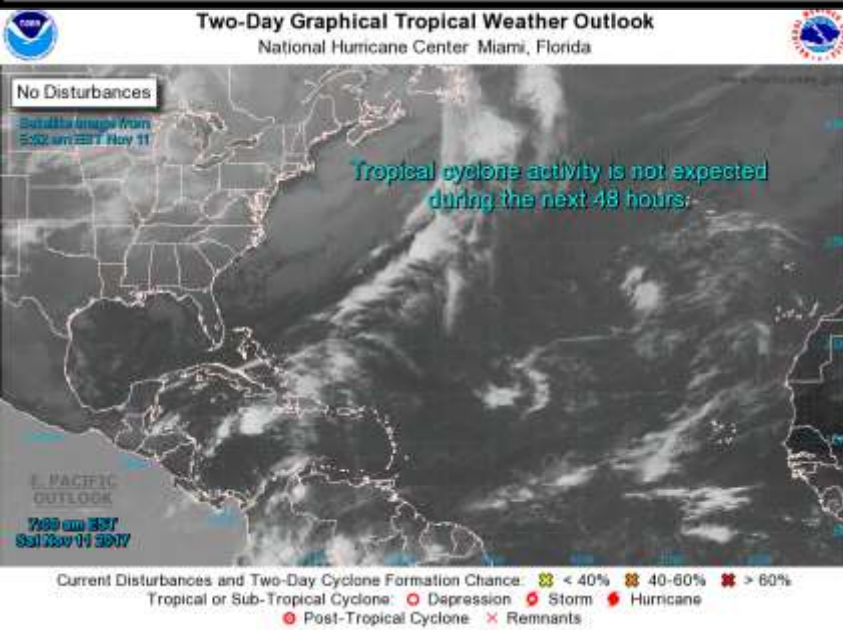 Two-Day Graphical Tropical Weather Outlook
National Hurricane Center Miami, Florida
No Disturbances
Satellite image from
Nov 11
Tropical cyclone activity is not expected
during the next 48 hours.
E. PACIFIC
OUTLOOK
7:00 am EST
Sat Nov 11 2017
Current Disturbances and Two-Day Cyclone Formation Chance: < 40% 40-60% > 60%
Tropical or Sub-Tropical Cyclone: Depression Storm Hurricane
Post-Tropical Cyclone Remnants